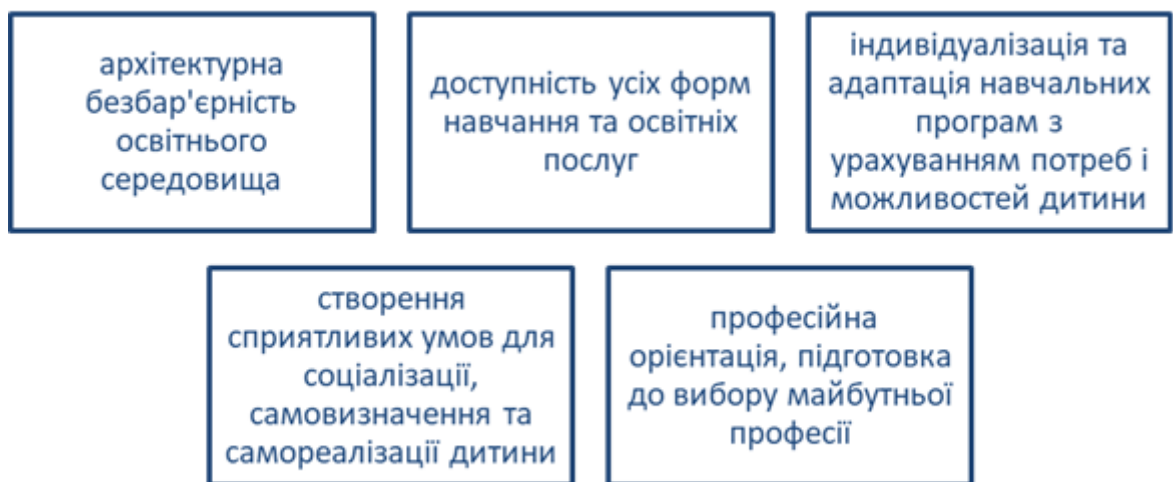 архітектурна
безбар'єрність
освітнього
середовища
доступність усіх форм
навчання та освітніх
послуг
індивідуалізація та
адаптація навчальних
програм з
урахуванням потреб і
можливостей дитини
створення
сприятливих умов для
соціалізації,
самовизначення та
самореалізації дитини
професійна
орієнтація, підготовка
до вибору майбутньої
професії